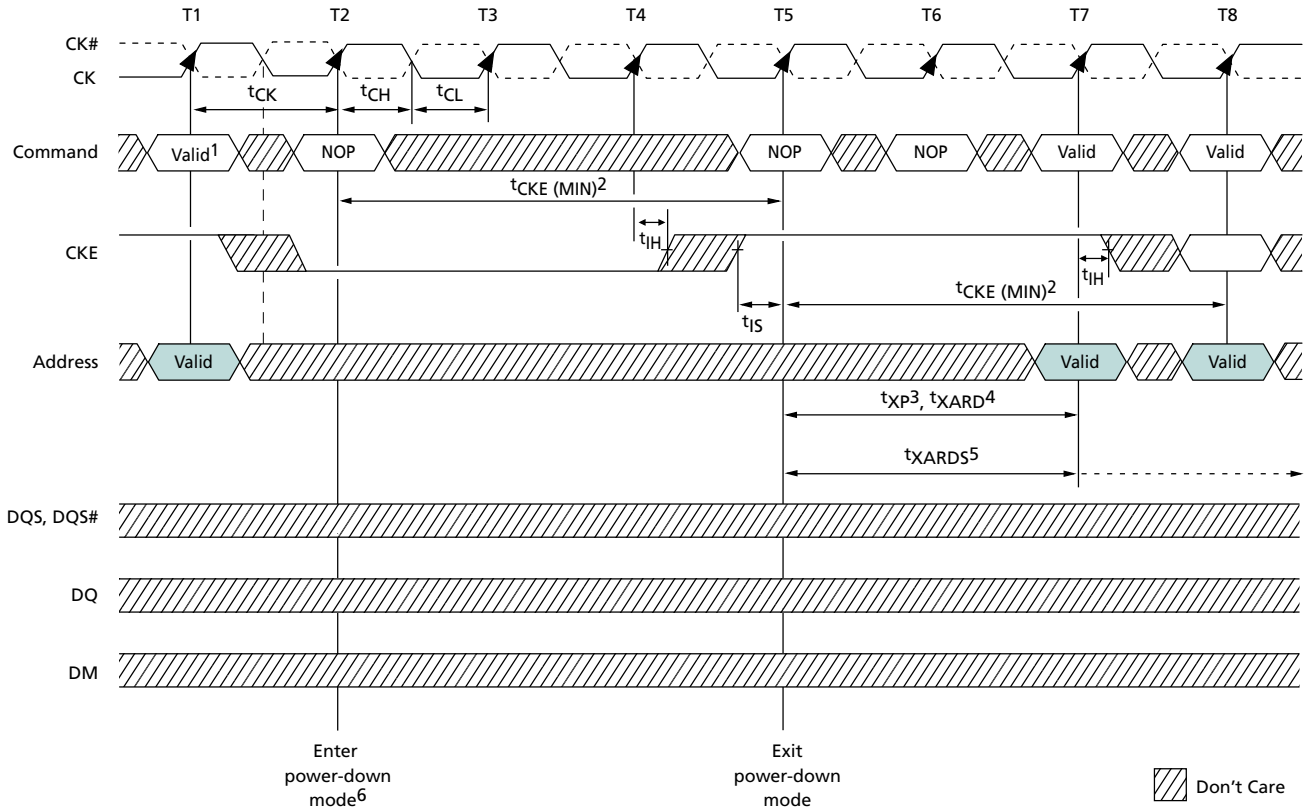 T1 T2 T3 T4 T5 T6 T7 T8
CK#
CK
tCK tCH tCL
Command Valid1 NOP NOP NOP Valid Valid
tCKE (MIN)2
tIH
CKE
tIH
tCKE (MIN)2
tIS
Address Valid Valid Valid
tXP3, tXARD4
tXARDS5
DQS, DQS#
DQ
DM
Enter
power-down
mode6
Exit
power-down
mode
Don't Care